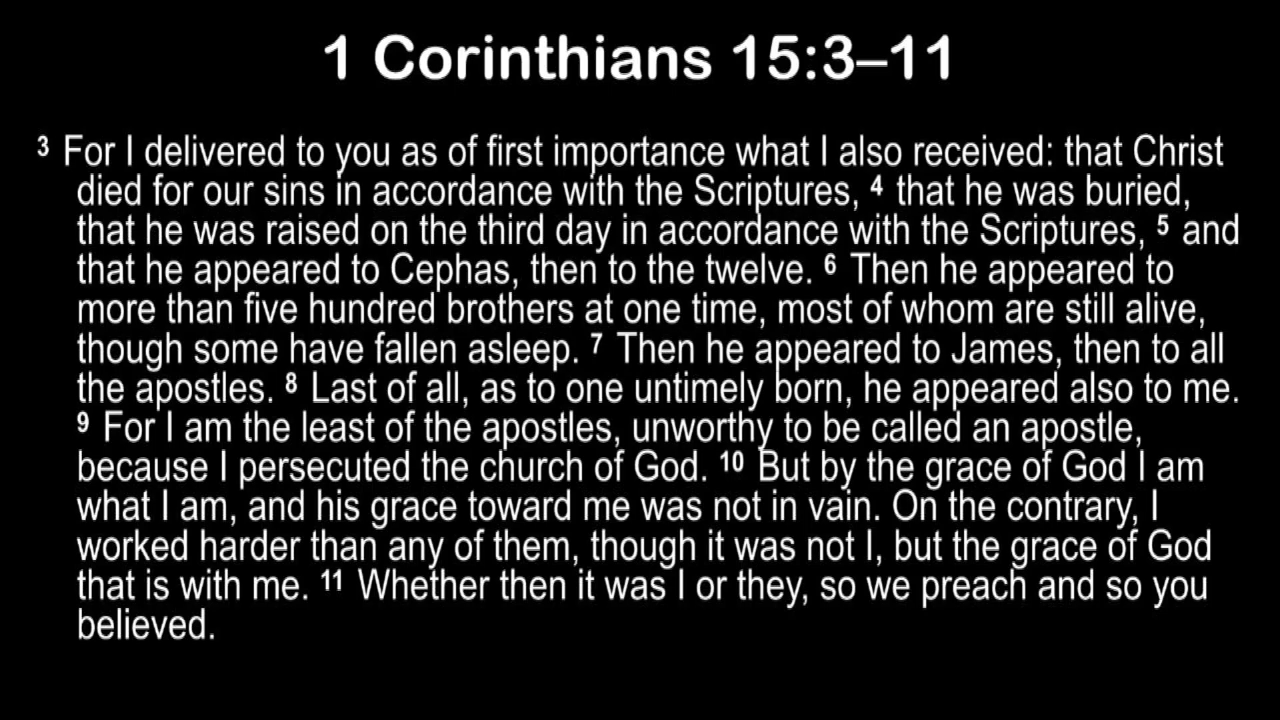 1 Corinthians 15:3–11
3 For I delivered to you as of first importance what I also received: that Christ
died for our sins in accordance with the Scriptures, 4 that he was buried,
that he was raised on the third day in accordance with the Scriptures, 5 and
that he appeared to Cephas, then to the twelve. 6 Then he appeared to
more than five hundred brothers at one time, most of whom are still alive,
though some have fallen asleep. 7 Then he appeared to James, then to all
the apostles. 8 Last of all, as to one untimely born, he appeared also to me.
9 For I am the least of the apostles, unworthy to be called an apostle,
because I persecuted the church of God. 10 But by the grace of God I am
what I am, and his grace toward me was not in vain. On the contrary, I
worked harder than any of them, though it was not I, but the grace of God
that is with me. 11 Whether then it was I or they, so we preach and so you
believed.